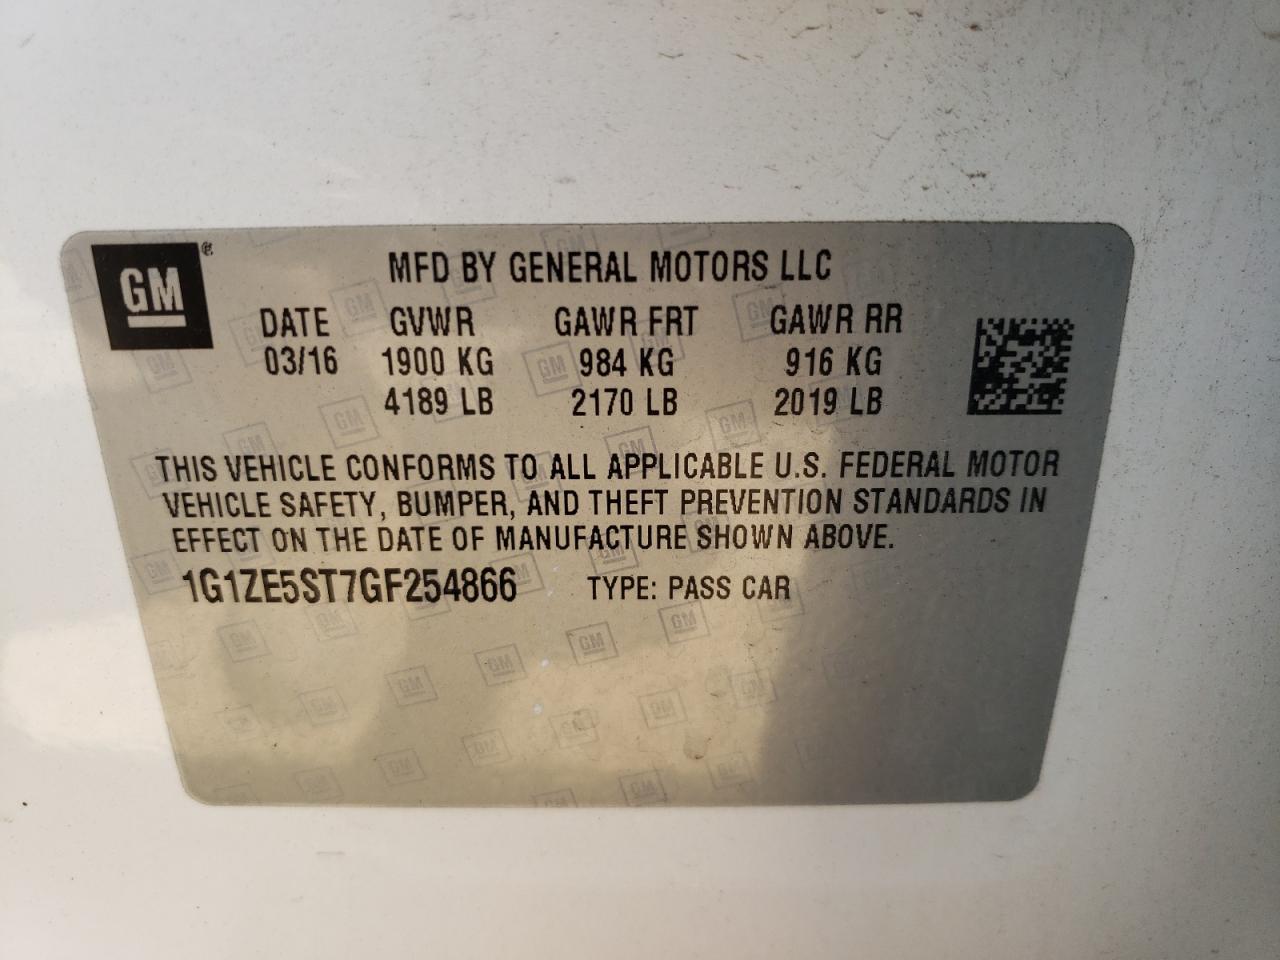 GM®
MFD BY GENERAL MOTORS LLC
DATE GVWR GAWR FRT GAWR RR
03/16 1900 KG 984 KG 916 KG
4189 LB 2170 LB 2019 LB
THIS VEHICLE CONFORMS TO ALL APPLICABLE U.S. FEDERAL MOTOR
VEHICLE SAFETY, BUMPER, AND THEFT PREVENTION STANDARDS IN
EFFECT ON THE DATE OF MANUFACTURE SHOWN ABOVE.
1G1ZE5ST7GF254866 TYPE: PASS CAR